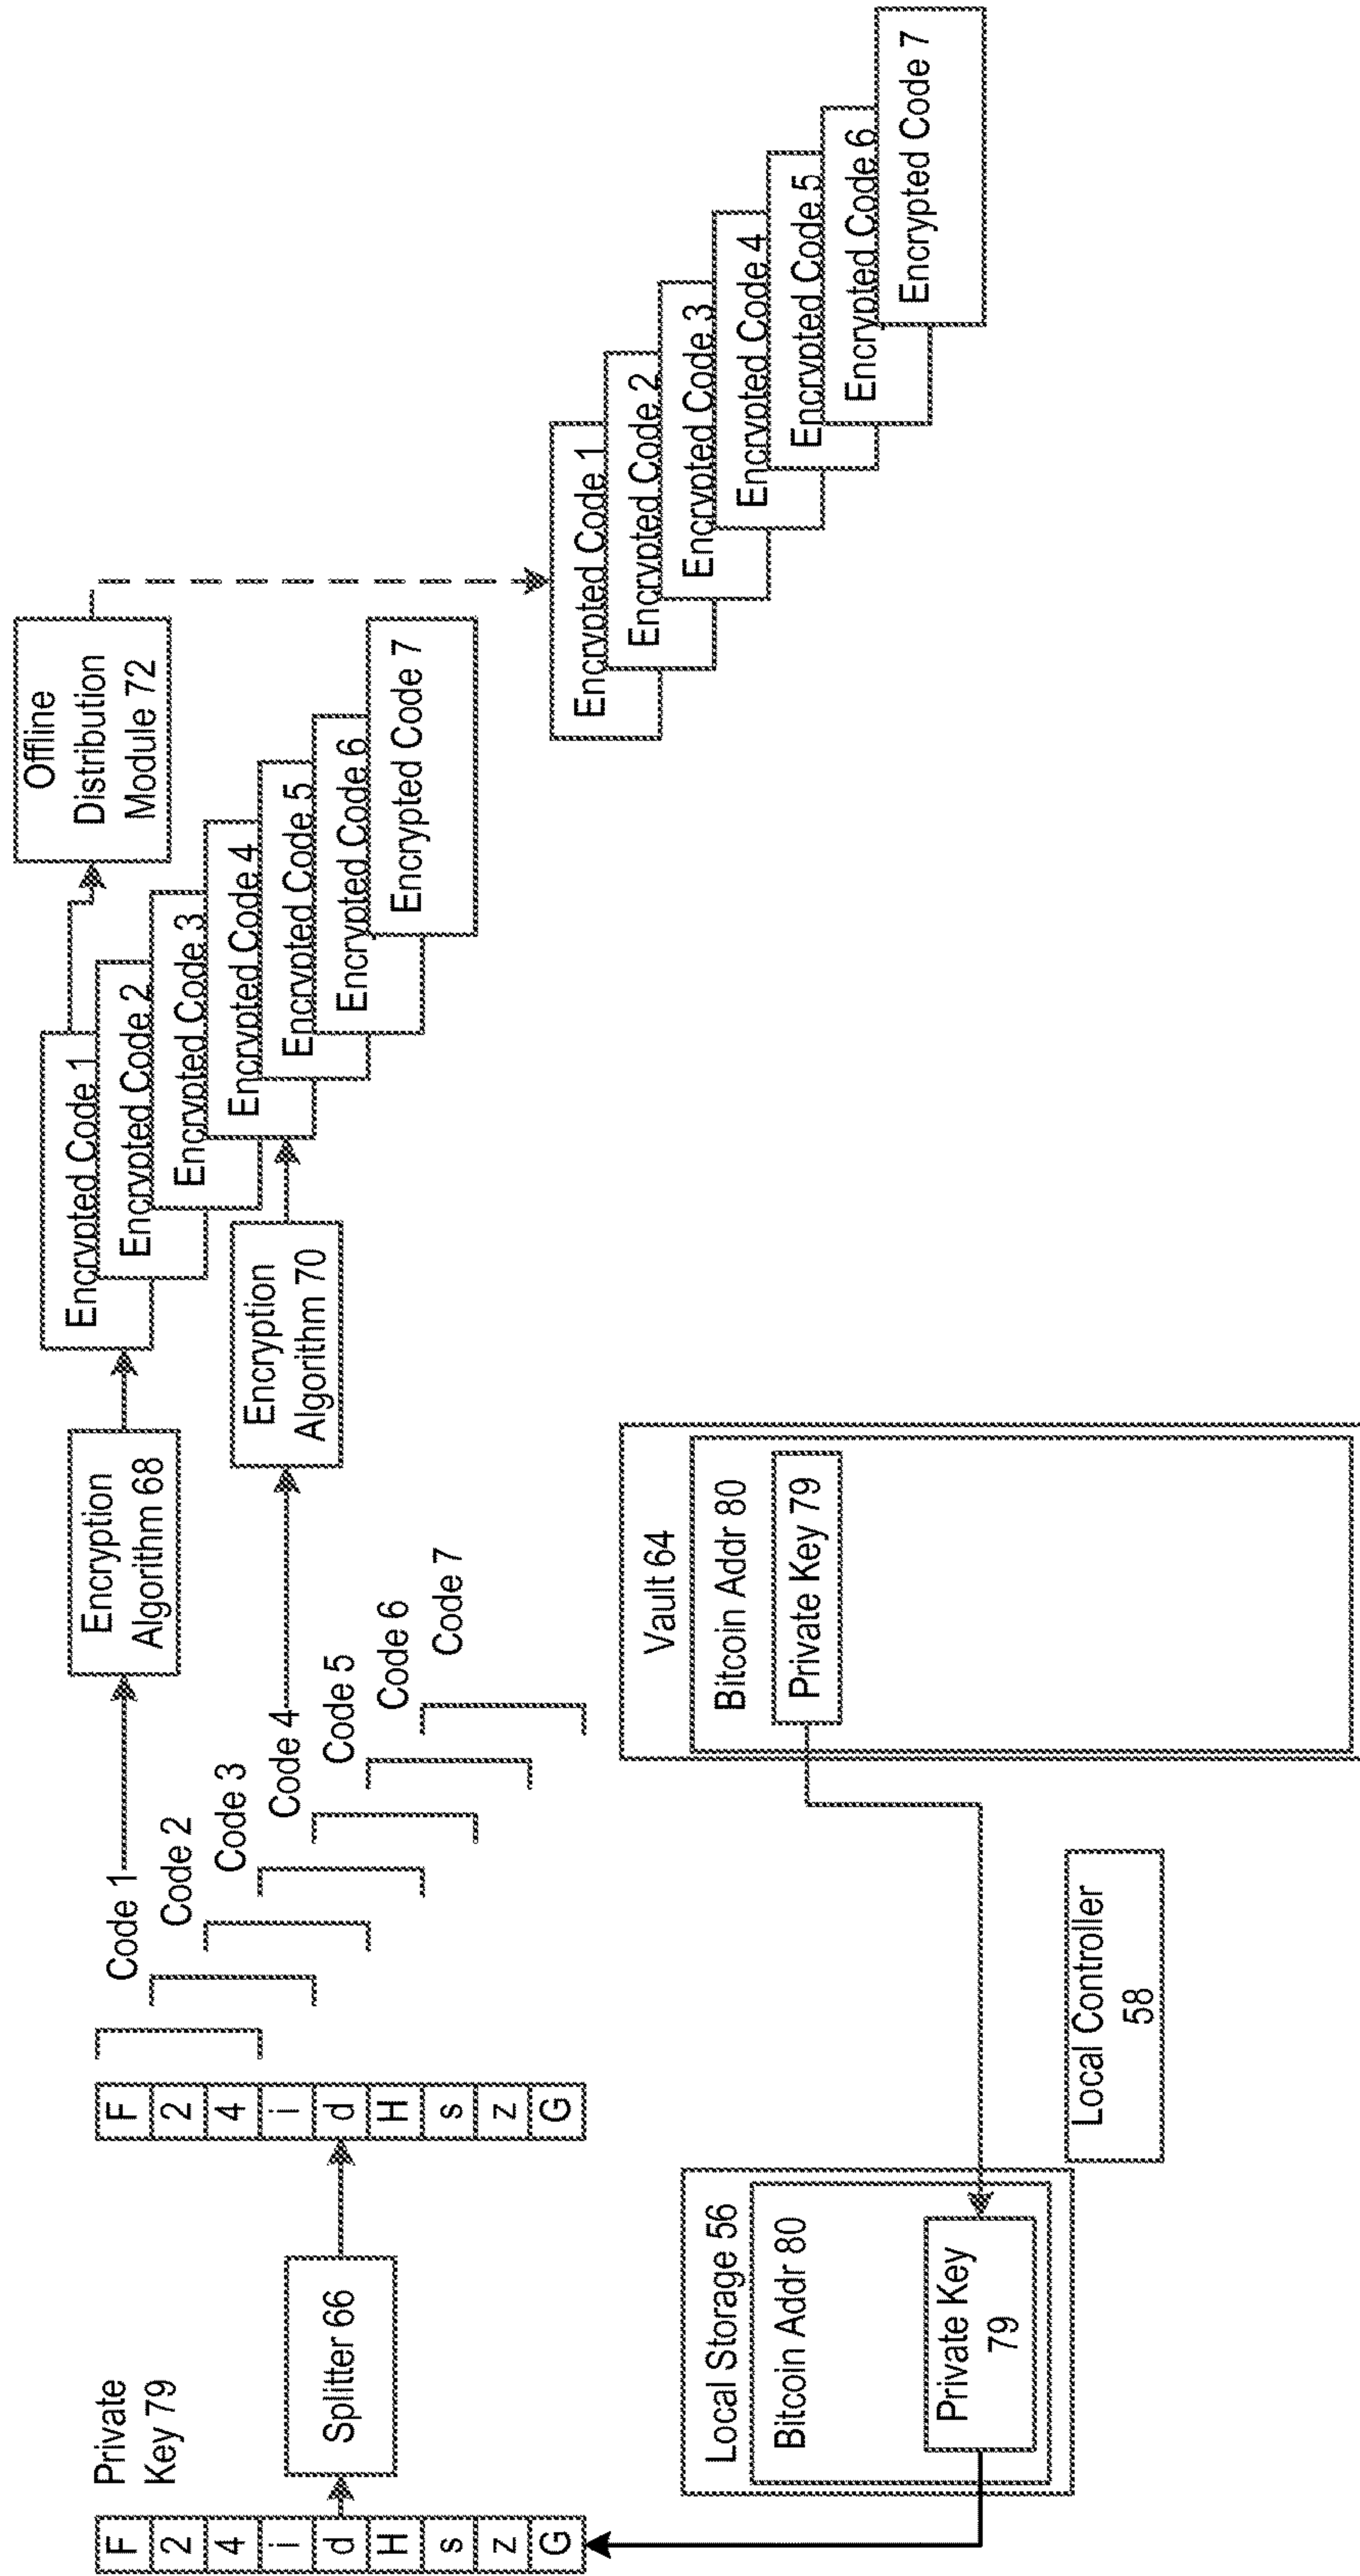 Private
Key 79
F
2
4
i
d
H
s
z
G
Splitter 66
F
2
4
i
d
H
s
z
G
Code 1
Code 2
Code 3
Code 4
Code 5
Code 6
Code 7
Encryption
Algorithm 68
Encryption
Algorithm 70
Encrypted Code 1
Encrypted Code 2
Encrypted Code 3
Encrypted Code 4
Encrypted Code 5
Encrypted Code 6
Encrypted Code 7
Offline
Distribution
Module 72
Encrypted Code 1
Encrypted Code 2
Encrypted Code 3
Encrypted Code 4
Encrypted Code 5
Encrypted Code 6
Encrypted Code 7
Local Storage 56
Bitcoin Addr 80
Private Key
79
Local Controller
58
Vault 64
Bitcoin Addr 80
Private Key 79